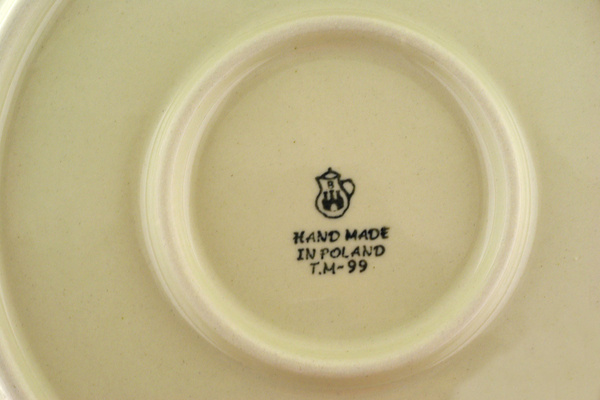 B
HAND MADE
IN POLAND
T.M-99